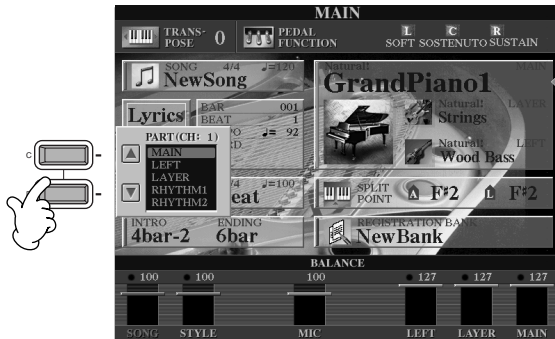 MAIN
TRANS-
POSE 0
PEDAL
FUNCTION
L C R
SOFT SOSTENUTO SUSTAIN
SONG 4/4 ♩=120
NewSong
Natural! MAIN
GrandPiano1
Lyrics
BAR 001
BEAT 1
♩= 92
Natural! LAYER
Strings
Natural! LEFT
Wood Bass
C
PART (CH: 1)
MAIN
LEFT
LAYER
RHYTHM1
RHYTHM2
/4 ♩=100
eat
SPLIT
POINT A F#2 L F#2
INTRO ENDING
4bar-2 6bar
REGISTRATION BANK
NewBank
BALANCE
100 100 100 127 127 127
SONG STYLE MIC LEFT LAYER MAIN